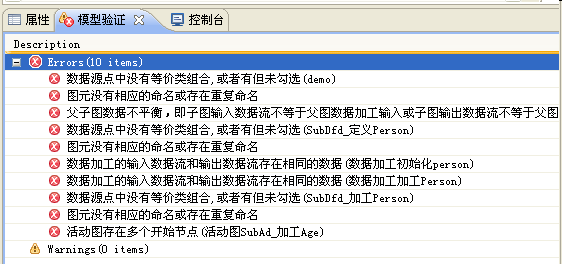 属性 模型验证 控制台
Description
Errors(10 items)
数据源点中没有等价类组合,或者有但未勾选(demo)
图元没有相应的命名或存在重复命名
父子图数据不平衡，即子图输入数据流不等于父图数据加工输入或子图输出数据流不等于父图
数据源点中没有等价类组合,或者有但未勾选(SubDfd_定义Person)
图元没有相应的命名或存在重复命名
数据加工的输入数据流和输出数据流存在相同的数据(数据加工初始化person)
数据加工的输入数据流和输出数据流存在相同的数据(数据加工加工Person)
数据源点中没有等价类组合,或者有但未勾选(SubDfd_加工Person)
图元没有相应的命名或存在重复命名
活动图存在多个开始节点(活动图SubAd_加工Age)
Warnings(0 items)